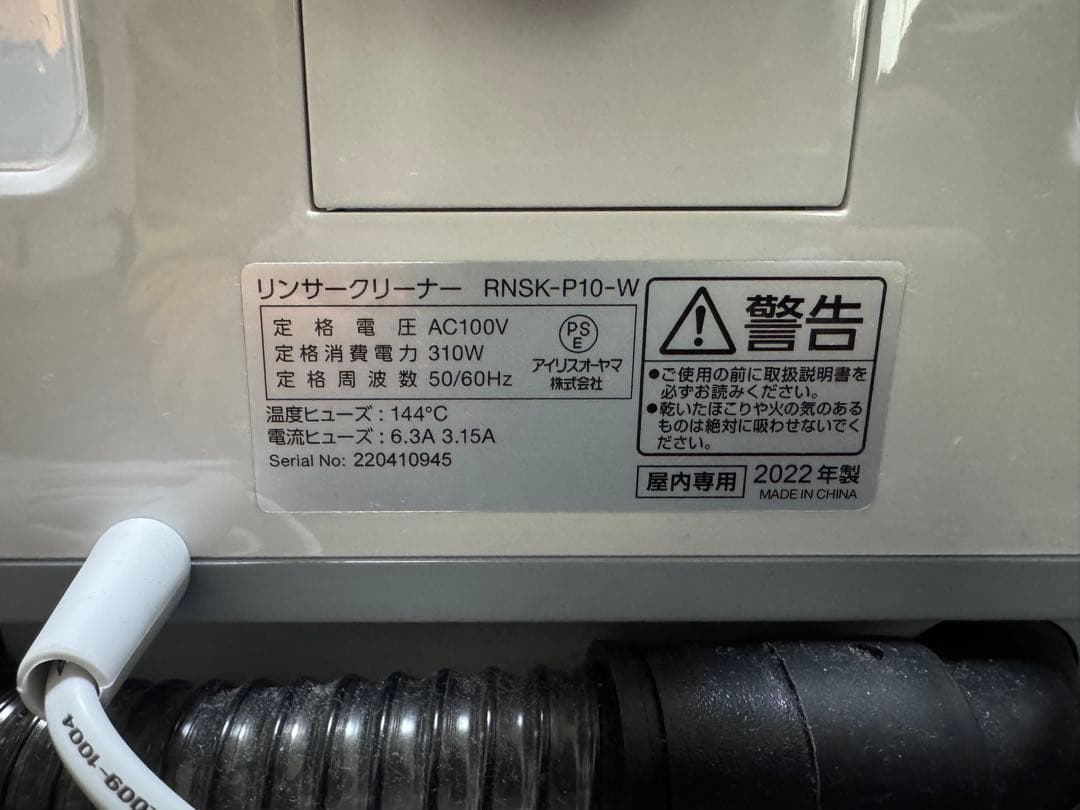 リンサークリーナー RNSK-P10-W
定格電圧 AC100V
定格消費電力 310W
定格周波数 50/60Hz
PS
E
アイリスオーヤマ
株式会社
温度ヒューズ : 144℃
電流ヒューズ : 6.3A 3.15A
Serial No: 220410945
警告
●ご使用の前に取扱説明書を
必ずお読みください。
●乾いたほこりや火の気のある
ものは絶対に吸わせないでく
ださい。
屋内専用 2022年製
MADE IN CHINA